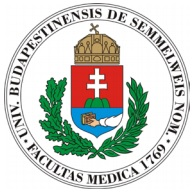 UNIV. BUDAPESTINENSIS DE SEMMELWEIS NOM.
· FACULTAS MEDICA 1769 ·